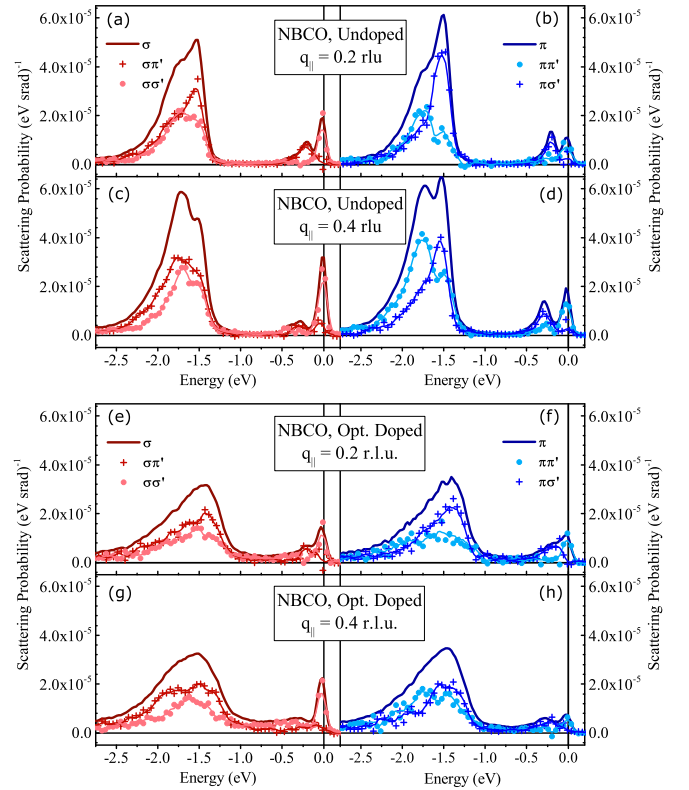 (a)
NBCO, Undoped
q|| = 0.2 rlu
(b)
σ
σπ'
σσ'
π
ππ'
πσ'
6.0x10-5
4.0x10-5
2.0x10-5
0.0
6.0x10-5
4.0x10-5
2.0x10-5
0.0
(c)
NBCO, Undoped
q|| = 0.4 rlu
(d)
6.0x10-5
4.0x10-5
2.0x10-5
0.0
6.0x10-5
4.0x10-5
2.0x10-5
0.0
Scattering Probability (eV srad)-1
Scattering Probability (eV srad)-1
-2.5 -2.0 -1.5 -1.0 -0.5 0.0 -2.5 -2.0 -1.5 -1.0 -0.5 0.0
Energy (eV) Energy (eV)
(e)
NBCO, Opt. Doped
q|| = 0.2 r.l.u.
(f)
σ
σπ'
σσ'
π
ππ'
πσ'
6.0x10-5
4.0x10-5
2.0x10-5
0.0
6.0x10-5
4.0x10-5
2.0x10-5
0.0
(g)
NBCO, Opt. Doped
q|| = 0.4 r.l.u.
(h)
6.0x10-5
4.0x10-5
2.0x10-5
0.0
6.0x10-5
4.0x10-5
2.0x10-5
0.0
Scattering Probability (eV srad)-1
Scattering Probability (eV srad)-1
-2.5 -2.0 -1.5 -1.0 -0.5 0.0 -2.5 -2.0 -1.5 -1.0 -0.5 0.0
Energy (eV) Energy (eV)